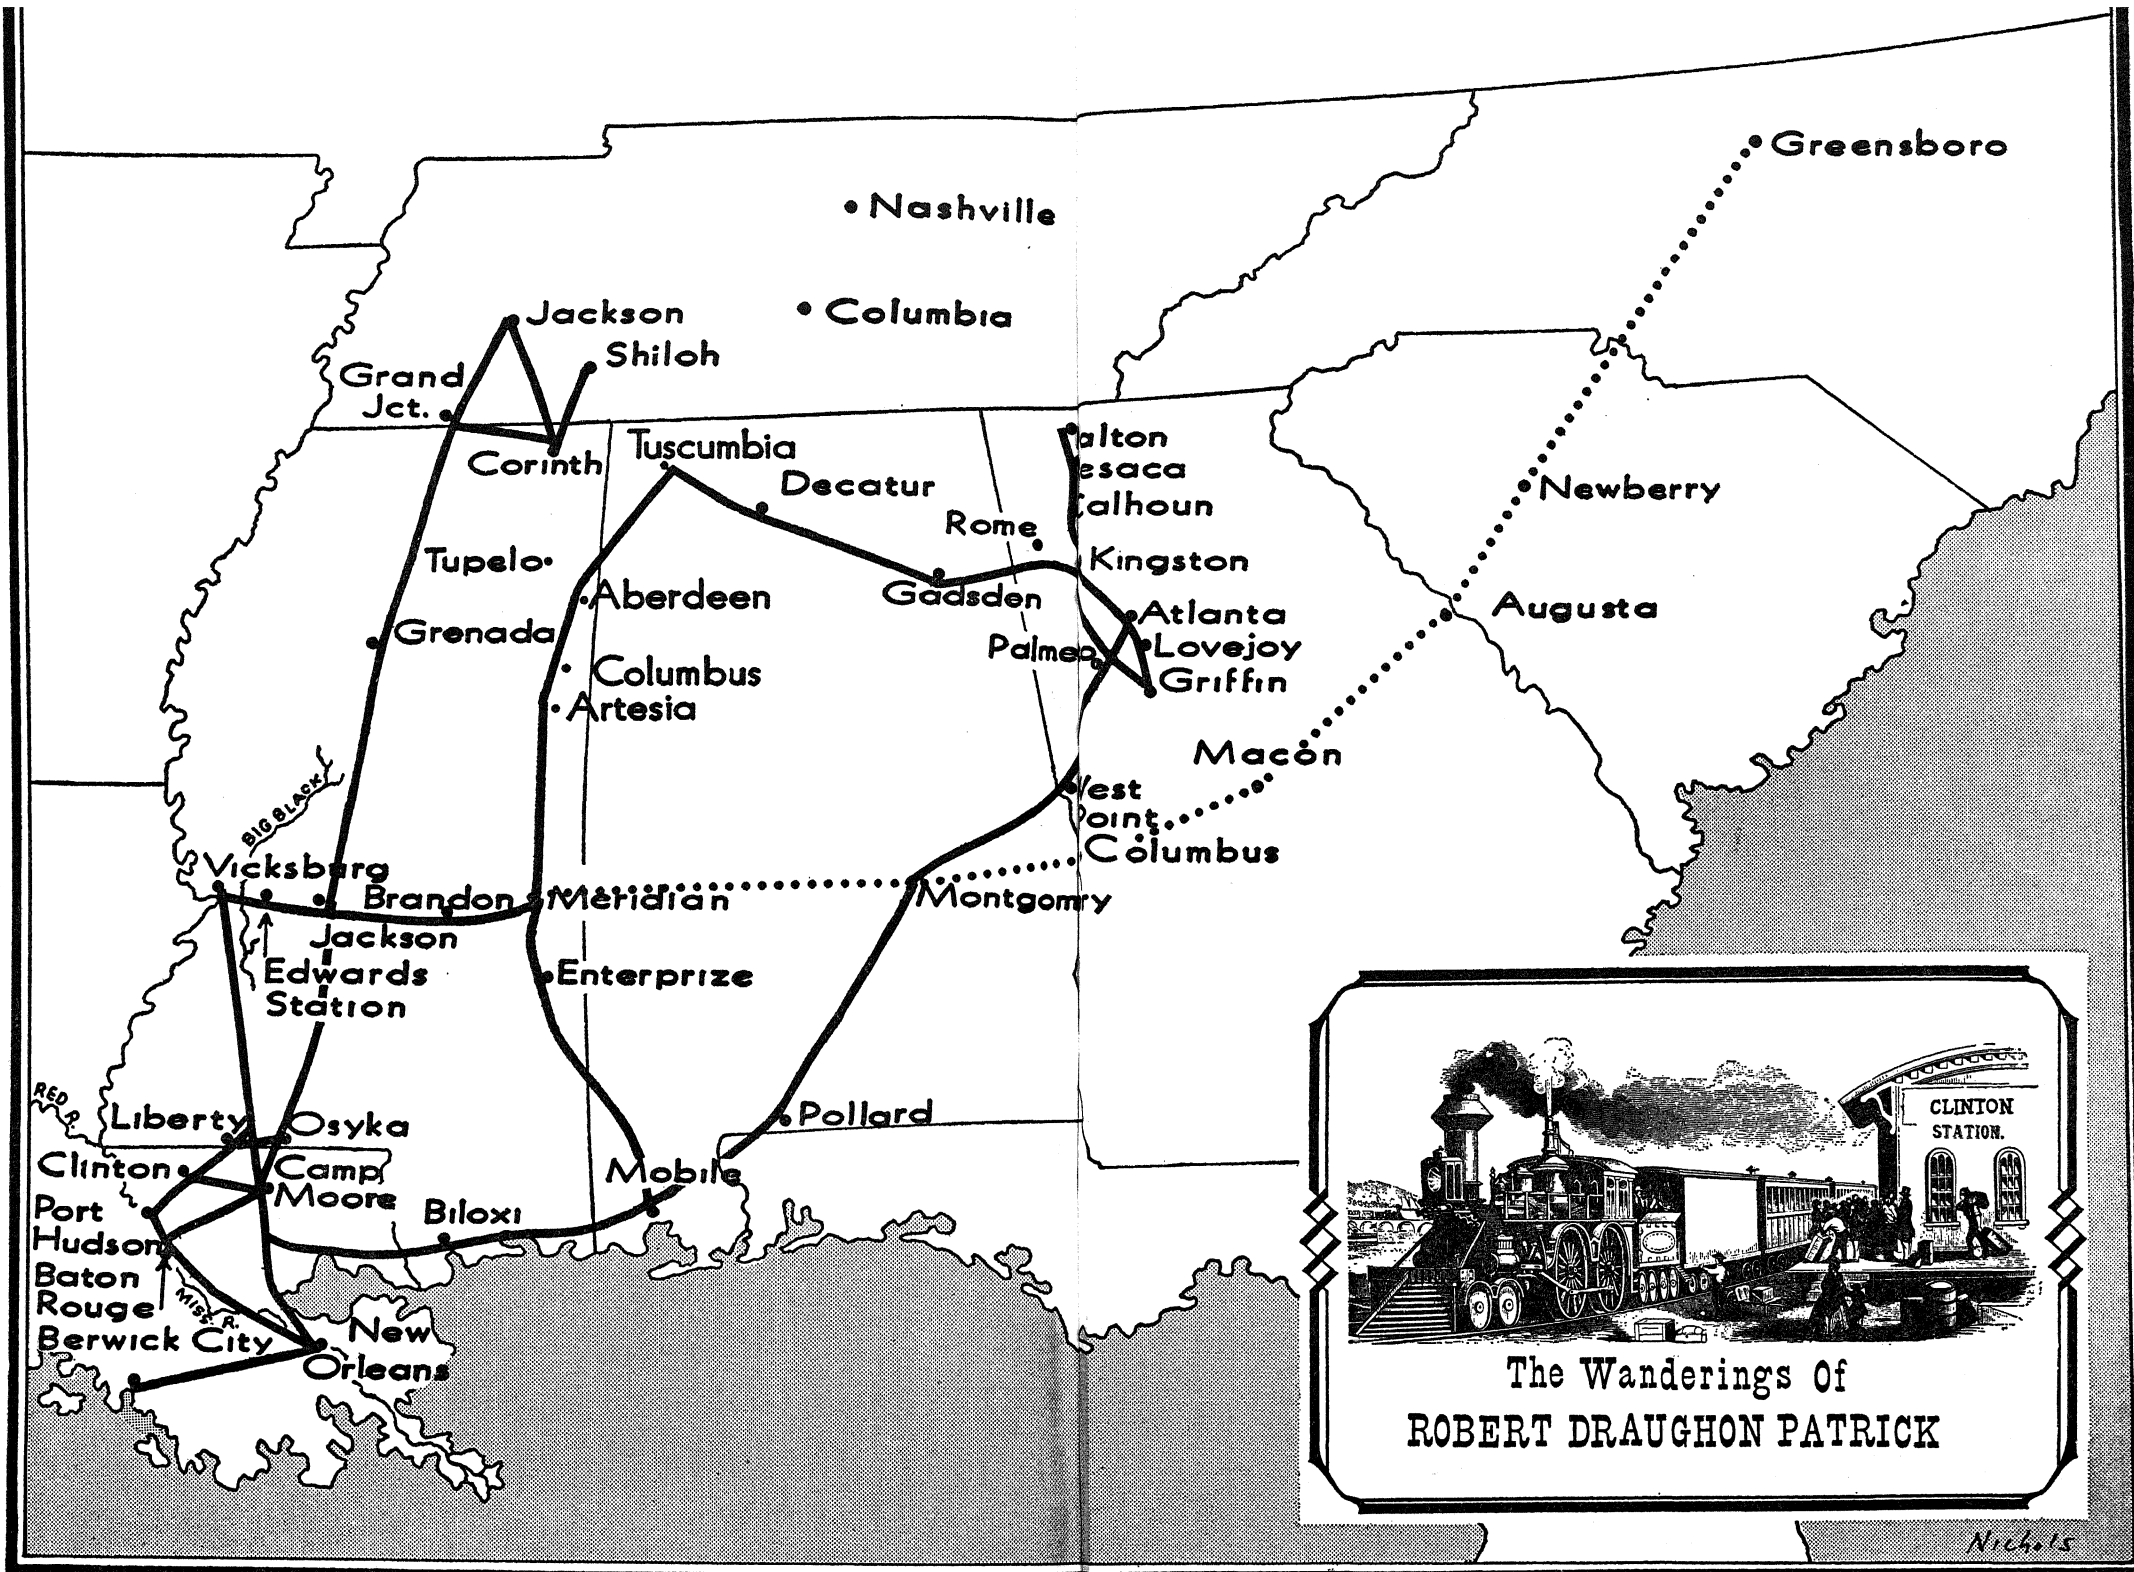 Greensboro
Nashville
Jackson
Columbia
Shiloh
Grand
Jct.
Corinth
Tuscumbia
alton
esaca
Decatur
Newberry
alhoun
Rome
Tupelo
Kingston
Aberdeen
Gadsden
Augusta
Atlanta
Grenada
Palmeo
Lovejoy
Columbus
Griffin
Artesia
Macon
BIG BLACK
West
Point
Columbus
Vicksburg
Brandon
Meridian
Montgomry
Jackson
Edwards
Station
Enterprize
RED R.
Liberty
Osyka
Pollard
Clinton
Camp
Moore
Mobile
Port
Hudson
Biloxi
Baton
Rouge
MISS. R.
Berwick City
New
Orleans
CLINTON
STATION.
The Wanderings Of
ROBERT DRAUGHON PATRICK
Nichols